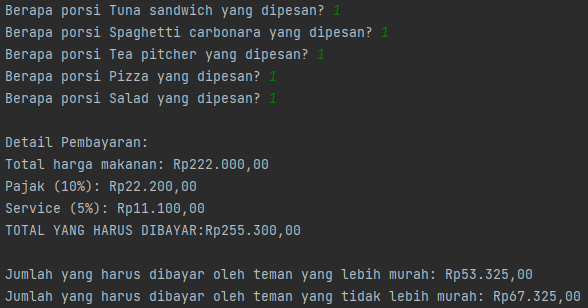 Berapa porsi Tuna sandwich yang dipesan? 1
Berapa porsi Spaghetti carbonara yang dipesan? 1
Berapa porsi Tea pitcher yang dipesan? 1
Berapa porsi Pizza yang dipesan? 1
Berapa porsi Salad yang dipesan? 1
Detail Pembayaran:
Total harga makanan: Rp222.000,00
Pajak (10%): Rp22.200,00
Service (5%): Rp11.100,00
TOTAL YANG HARUS DIBAYAR:Rp255.300,00
Jumlah yang harus dibayar oleh teman yang lebih murah: Rp53.325,00
Jumlah yang harus dibayar oleh teman yang tidak lebih murah: Rp67.325,00